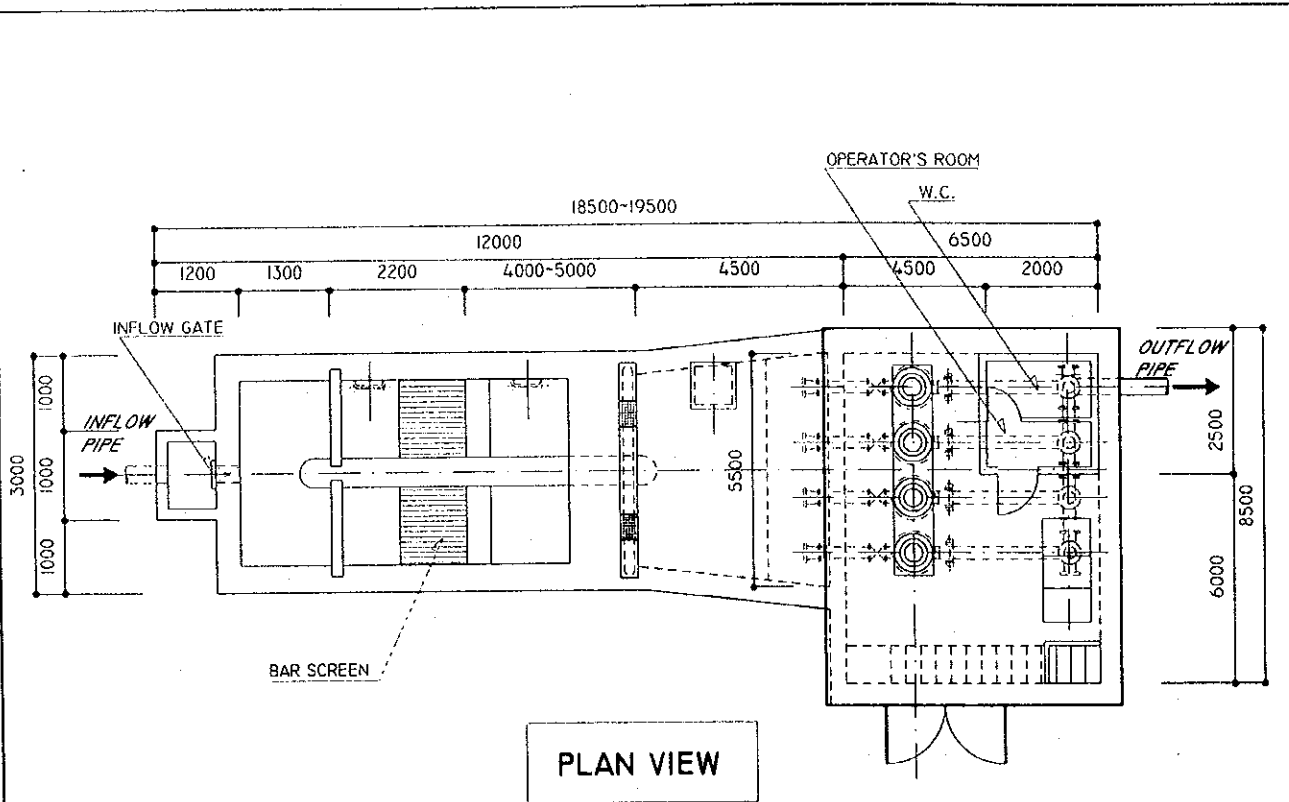 OPERATOR'S ROOM
W.C.
18500~19500
12000
6500
1200
1300
2200
4000~5000
4500
4500
2000
INFLOW GATE
OUTFLOW
PIPE
INFLOW
PIPE
1000
1000
1000
3000
5500
2500
6000
8500
BAR SCREEN
PLAN VIEW